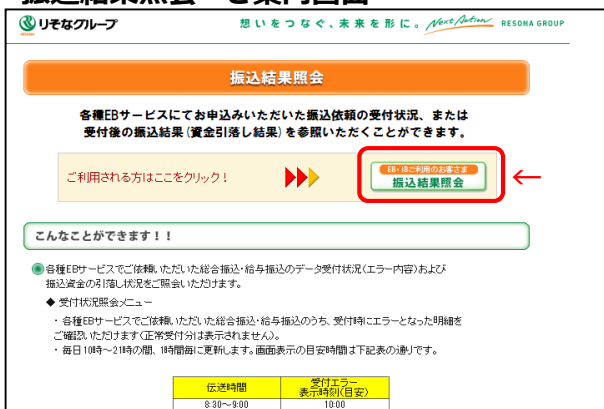 りそなグループ
想いをつなぐ、未来を形に。 Next Action RESONA GROUP
振込結果照会
各種EBサービスにてお申込みいただいた振込依頼の受付状況、または
受付後の振込結果(資金引落し結果)を参照いただくことができます。
ご利用される方はここをクリック!
EB・IBご利用のお客さま
振込結果照会
←
こんなことができます!!
各種EBサービスでご依頼いただいた総合振込・給与振込のデータ受付状況(エラー内容)および
振込資金の引落し状況をご照会いただけます。
◆ 受付状況照会メニュー
・各種EBサービスでご依頼いただいた総合振込・給与振込のうち、受付時にエラーとなった明細を
ご確認いただけます(正常受付分は表示されません)。
・毎日10時～21時の間、1時間毎に更新します。画面表示の目安時間は下記表の通りです。
伝送時間 受付エラー
表示時刻(目安)
8:30～9:00 10:00